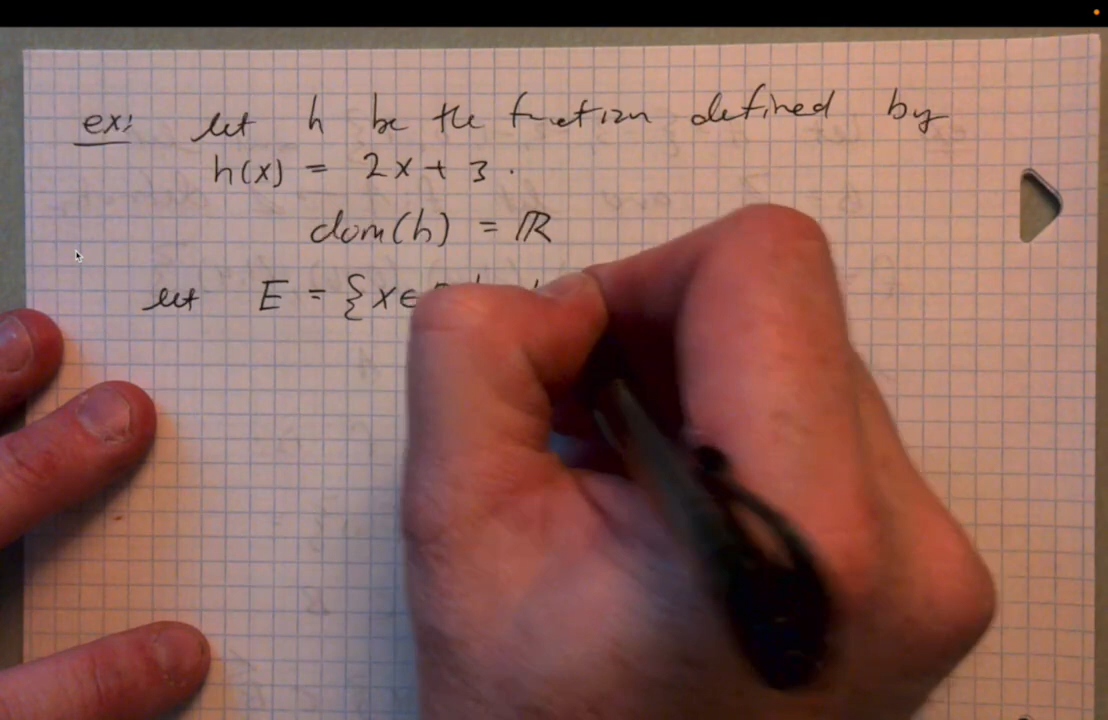 ex: let h be the function defined by
h(x) = 2x + 3.
dom(h) = ℝ
let E = {x∈